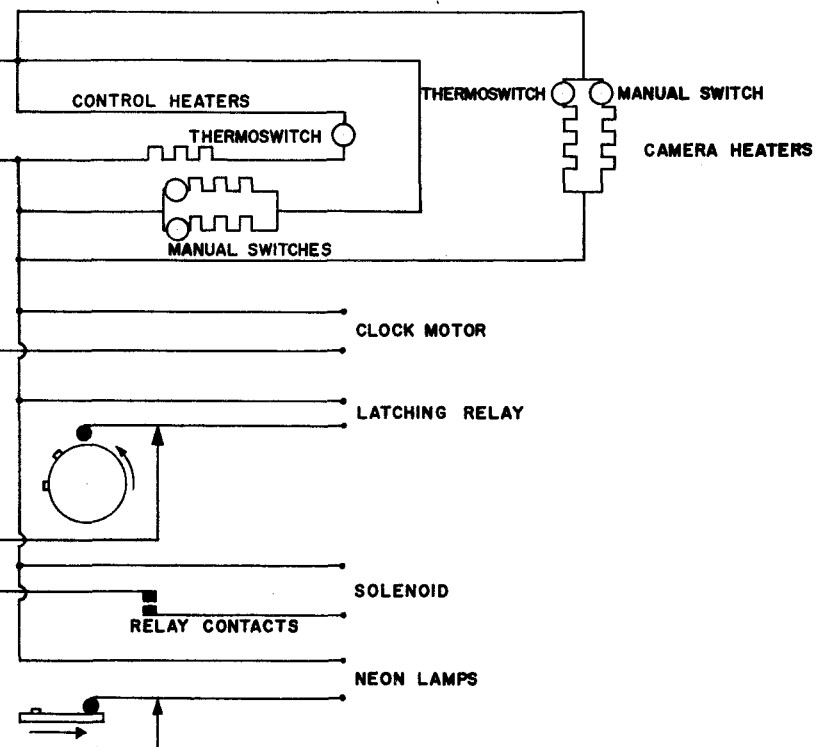 THERMOSWITCH
MANUAL SWITCH
CONTROL HEATERS
THERMOSWITCH
CAMERA HEATERS
MANUAL SWITCHES
CLOCK MOTOR
LATCHING RELAY
SOLENOID
RELAY CONTACTS
NEON LAMPS